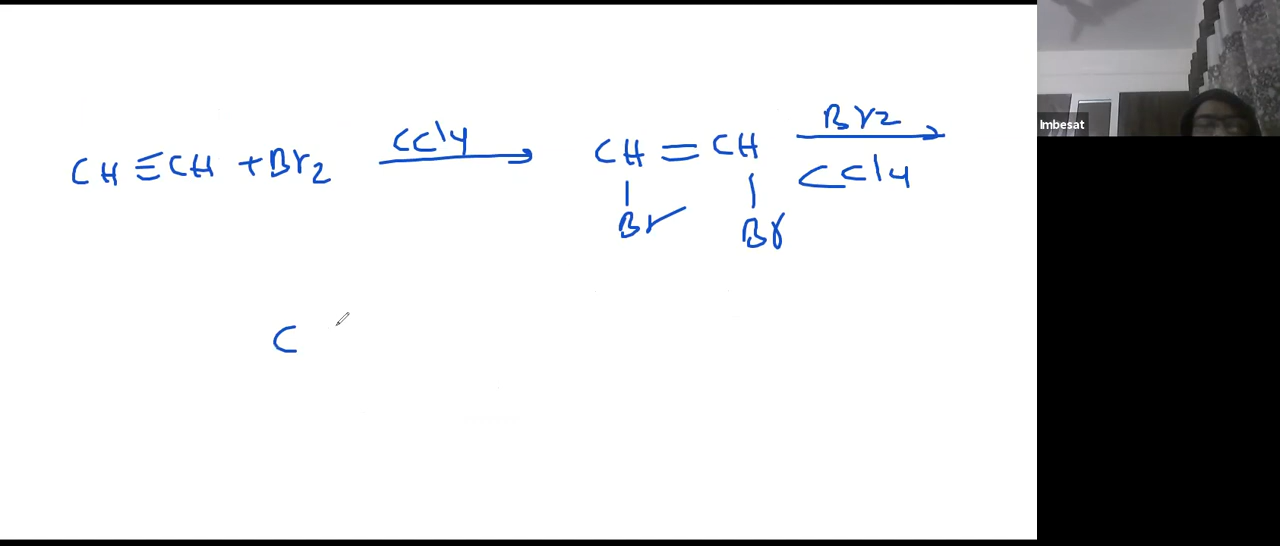 CH≡CH +Br2 CCl4 CH=CH Br2
CCl4
Br Br
C
Imbesat